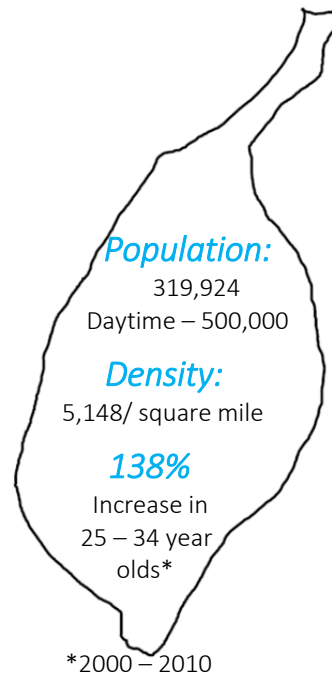 Population:
319,924
Daytime – 500,000
Density:
5,148/ square mile
138%
Increase in
25 – 34 year
olds*
*2000 – 2010